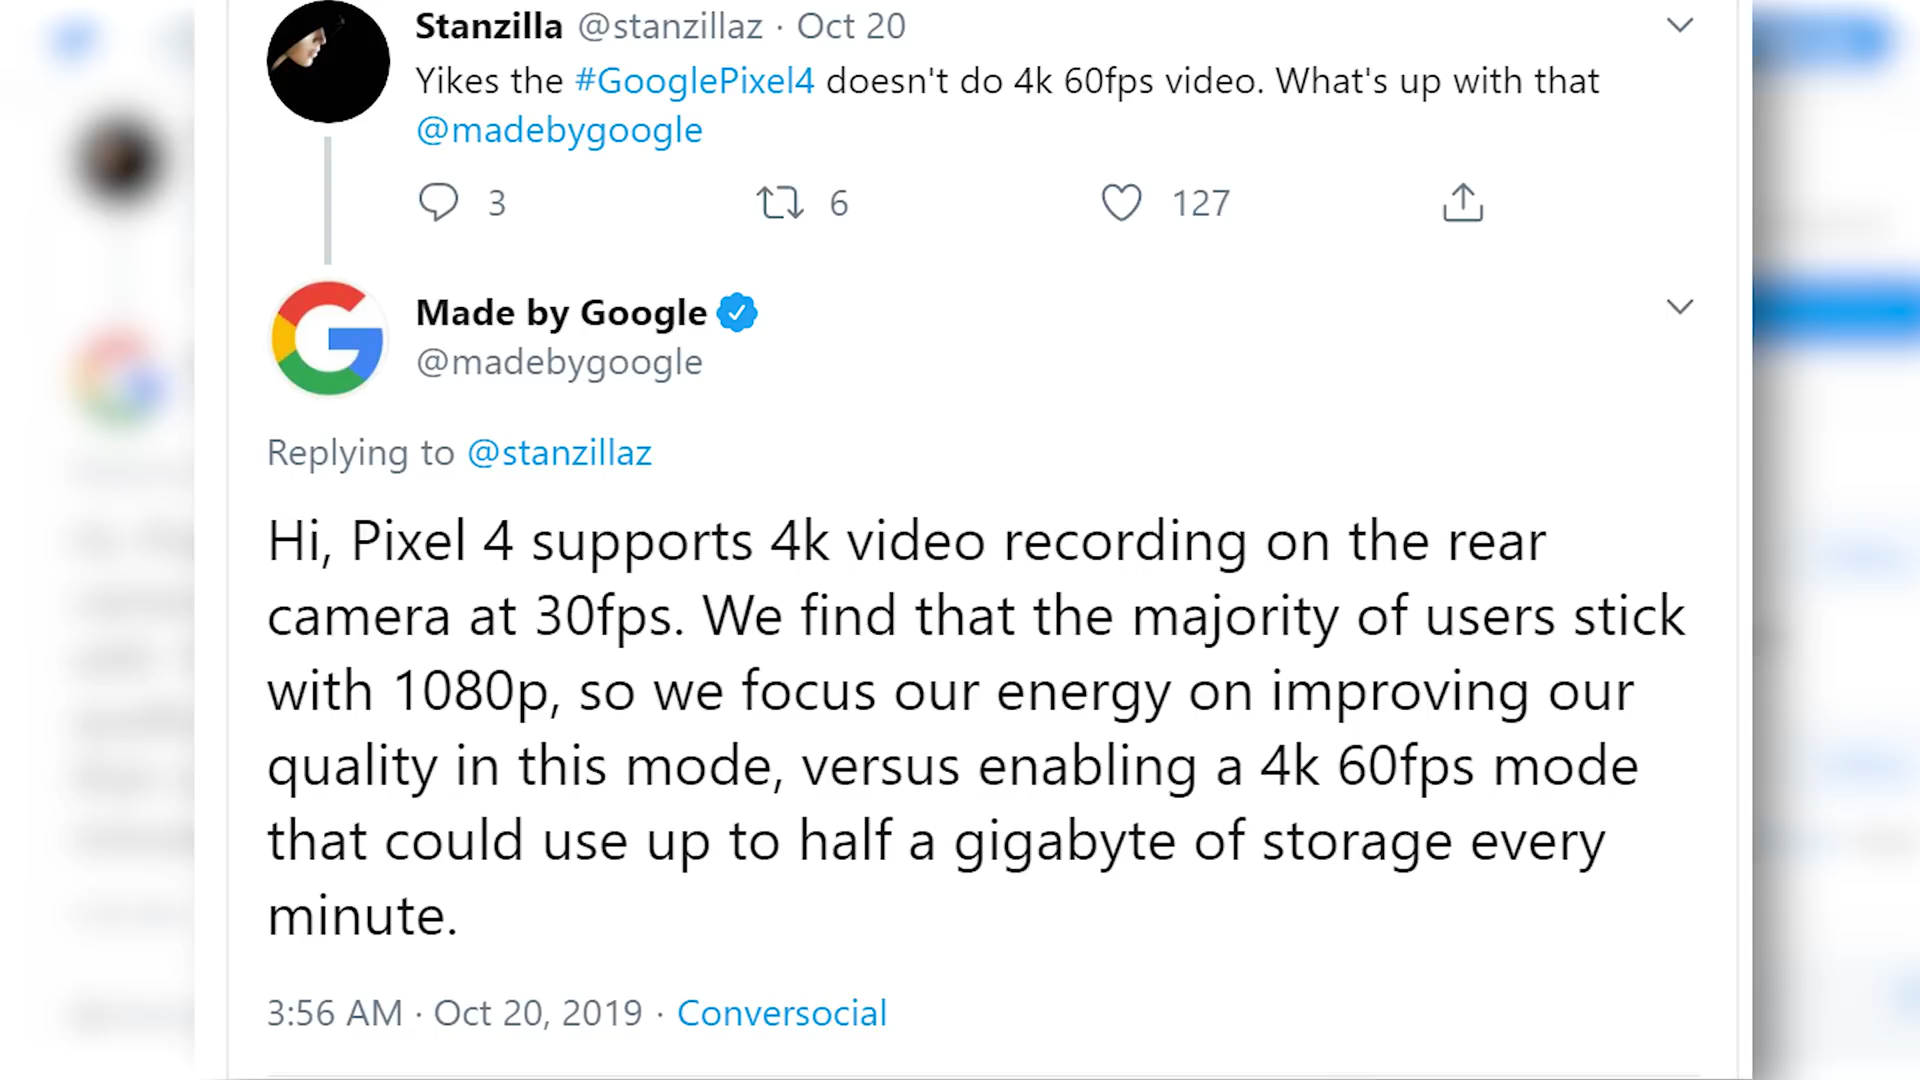 Stanzilla @stanzillaz · Oct 20
Yikes the #GooglePixel4 doesn't do 4k 60fps video. What's up with that
@madebygoogle
3 6 127
Made by Google
@madebygoogle
Replying to @stanzillaz
Hi, Pixel 4 supports 4k video recording on the rear
camera at 30fps. We find that the majority of users stick
with 1080p, so we focus our energy on improving our
quality in this mode, versus enabling a 4k 60fps mode
that could use up to half a gigabyte of storage every
minute.
3:56 AM · Oct 20, 2019 · Conversocial